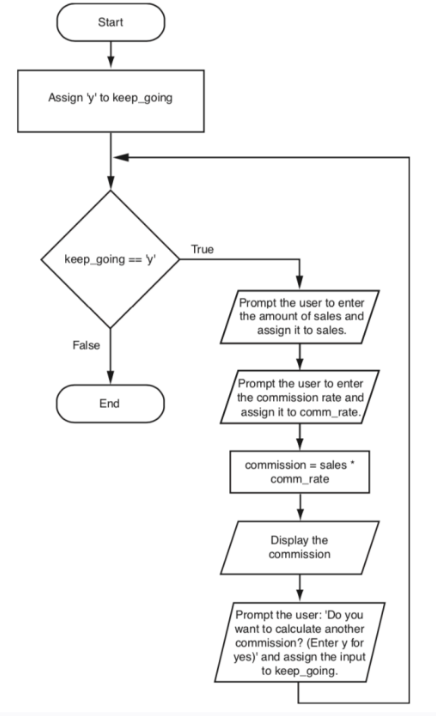 Start
Assign 'y' to keep_going
keep_going == 'y'
True
False
End
Prompt the user to enter
the amount of sales and
assign it to sales.
Prompt the user to enter
the commission rate and
assign it to comm_rate.
commission = sales *
comm_rate
Display the
commission
Prompt the user: 'Do you
want to calculate another
commission? (Enter y for
yes)' and assign the input
to keep_going.